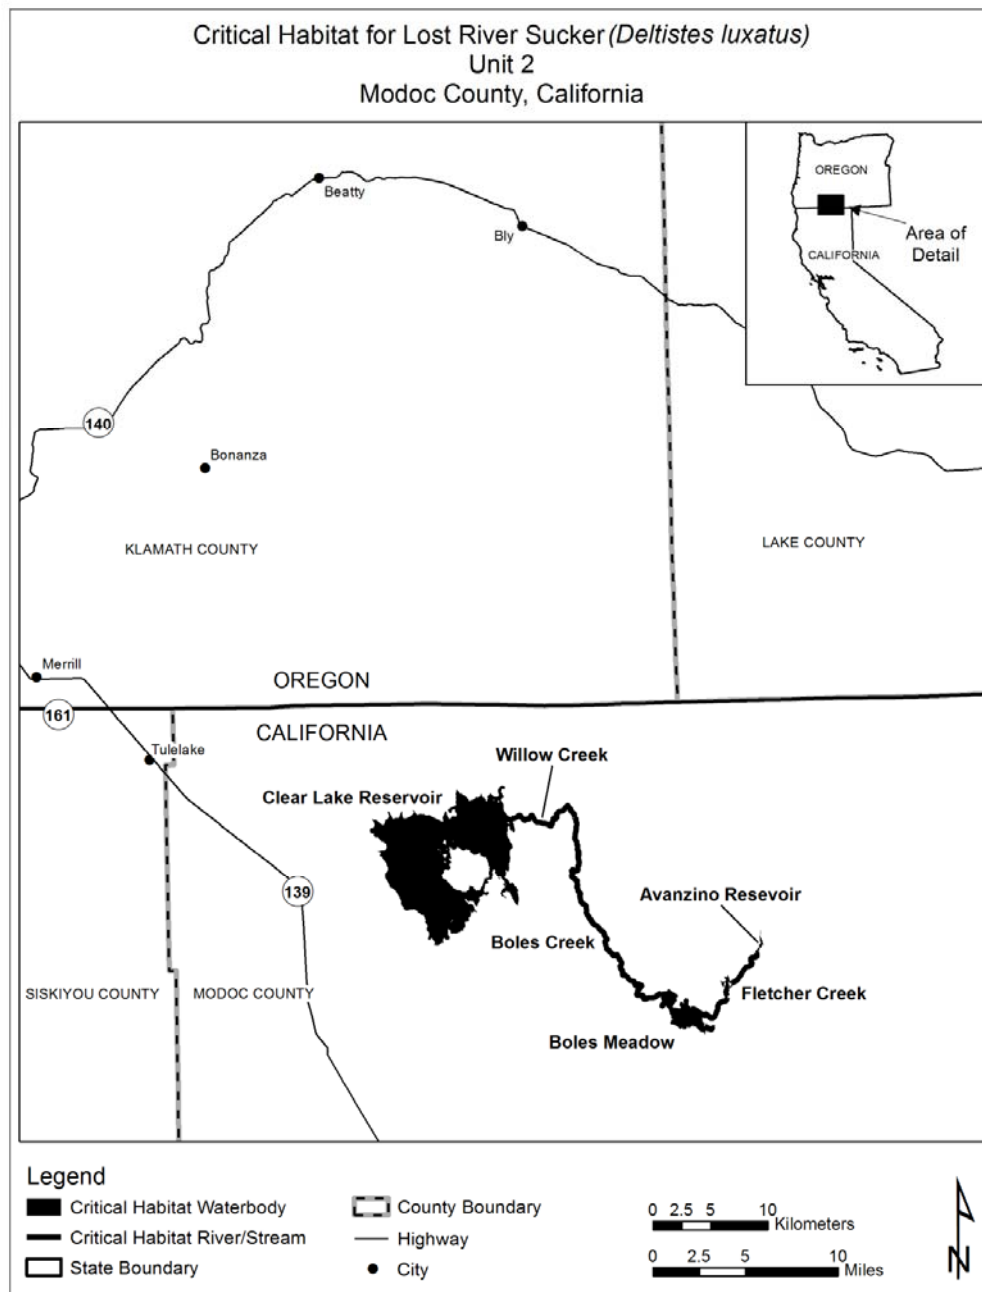 Critical Habitat for Lost River Sucker (Deltistes luxatus)
Unit 2
Modoc County, California
OREGON
Area of
Detail
CALIFORNIA
Beatty
Bly
140
Bonanza
KLAMATH COUNTY
LAKE COUNTY
Merrill
OREGON
161
CALIFORNIA
Tulelake
Willow Creek
Clear Lake Reservoir
139
Avanzino Resevoir
Boles Creek
SISKIYOU COUNTY
MODOC COUNTY
Fletcher Creek
Boles Meadow
Legend
Critical Habitat Waterbody
Critical Habitat River/Stream
State Boundary
County Boundary
Highway
City
0 2.5 5 10
Kilometers
0 2.5 5 10
Miles
N